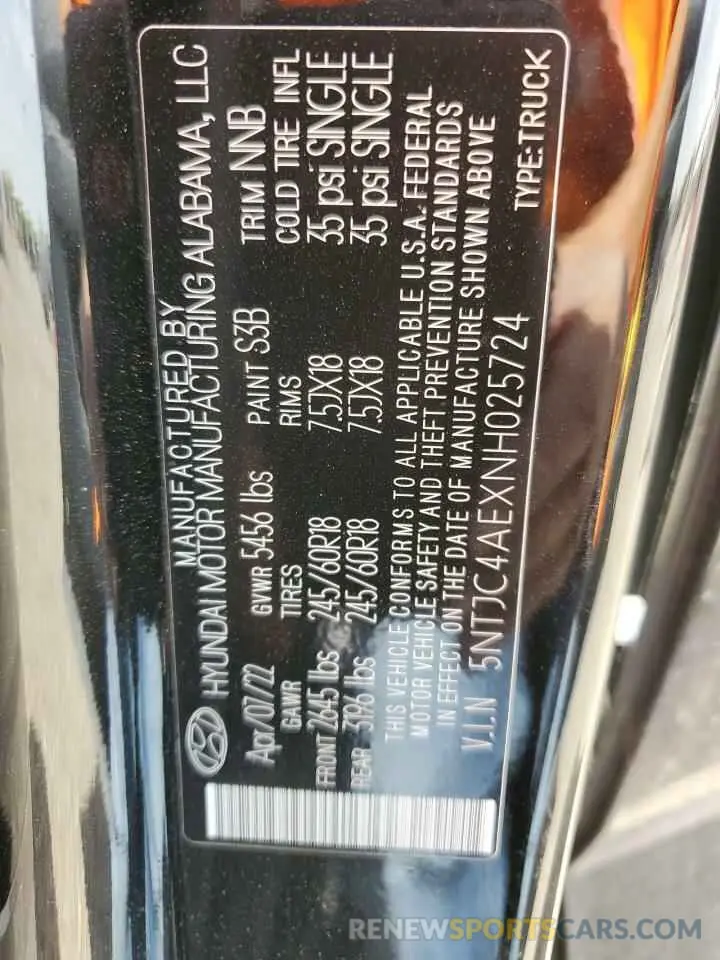 MANUFACTURED BY
HYUNDAI MOTOR MANUFACTURING ALABAMA, LLC
Apr/07/22 GVWR 5456 lbs PAINT S3B TRIM NNB
GAWR TIRES RIMS COLD TIRE INFL
FRONT 2645 lbs 245/60R18 7.5JX18 35 psi SINGLE
REAR 3196 lbs 245/60R18 7.5JX18 35 psi SINGLE
THIS VEHICLE CONFORMS TO ALL APPLICABLE U.S.A. FEDERAL
MOTOR VEHICLE SAFETY AND THEFT PREVENTION STANDARDS
IN EFFECT ON THE DATE OF MANUFACTURE SHOWN ABOVE
V.I.N 5NTJC4AEXNH025724 TYPE:TRUCK
RENEWSPORTSCARS.COM